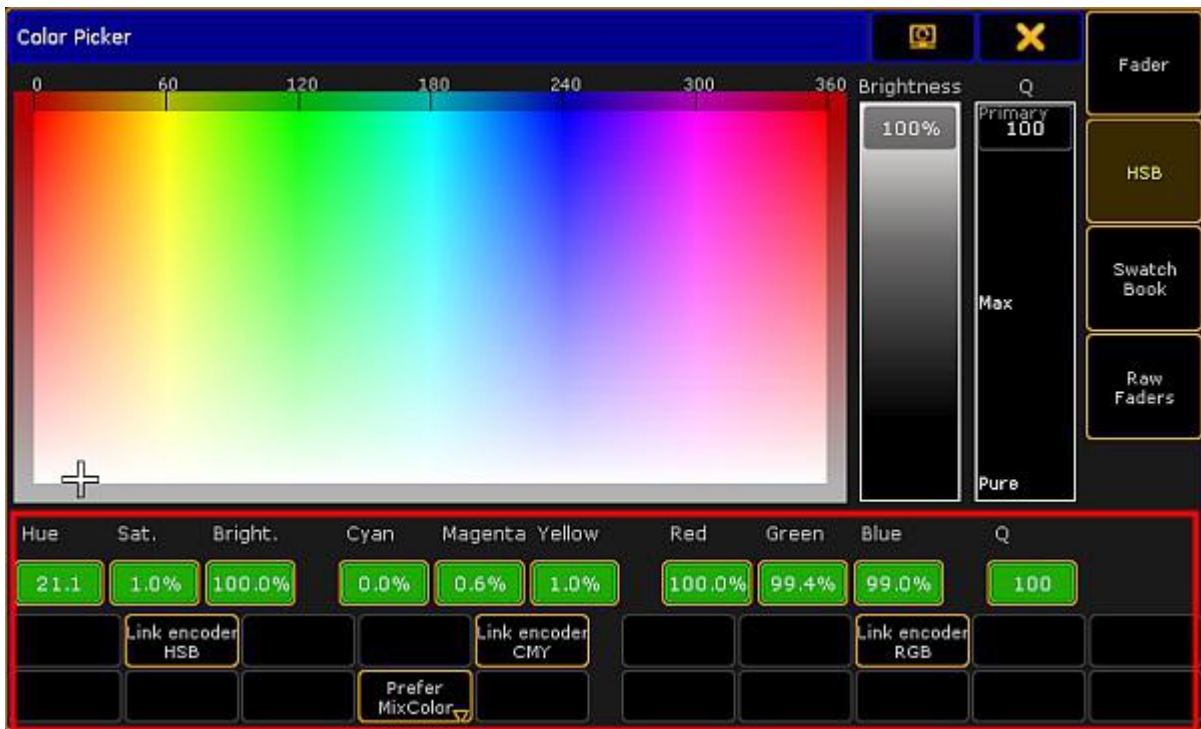 Color Picker
Fader
0 60 120 180 240 300 360 Brightness Q
100% Primary
100
HSB
Swatch
Book
Max
Raw
Faders
Pure
Hue Sat. Bright. Cyan Magenta Yellow Red Green Blue Q
21.1 1.0% 100.0% 0.0% 0.6% 1.0% 100.0% 99.4% 99.0% 100
Link encoder
HSB
Link encoder
CMY
Link encoder
RGB
Prefer
MixColor